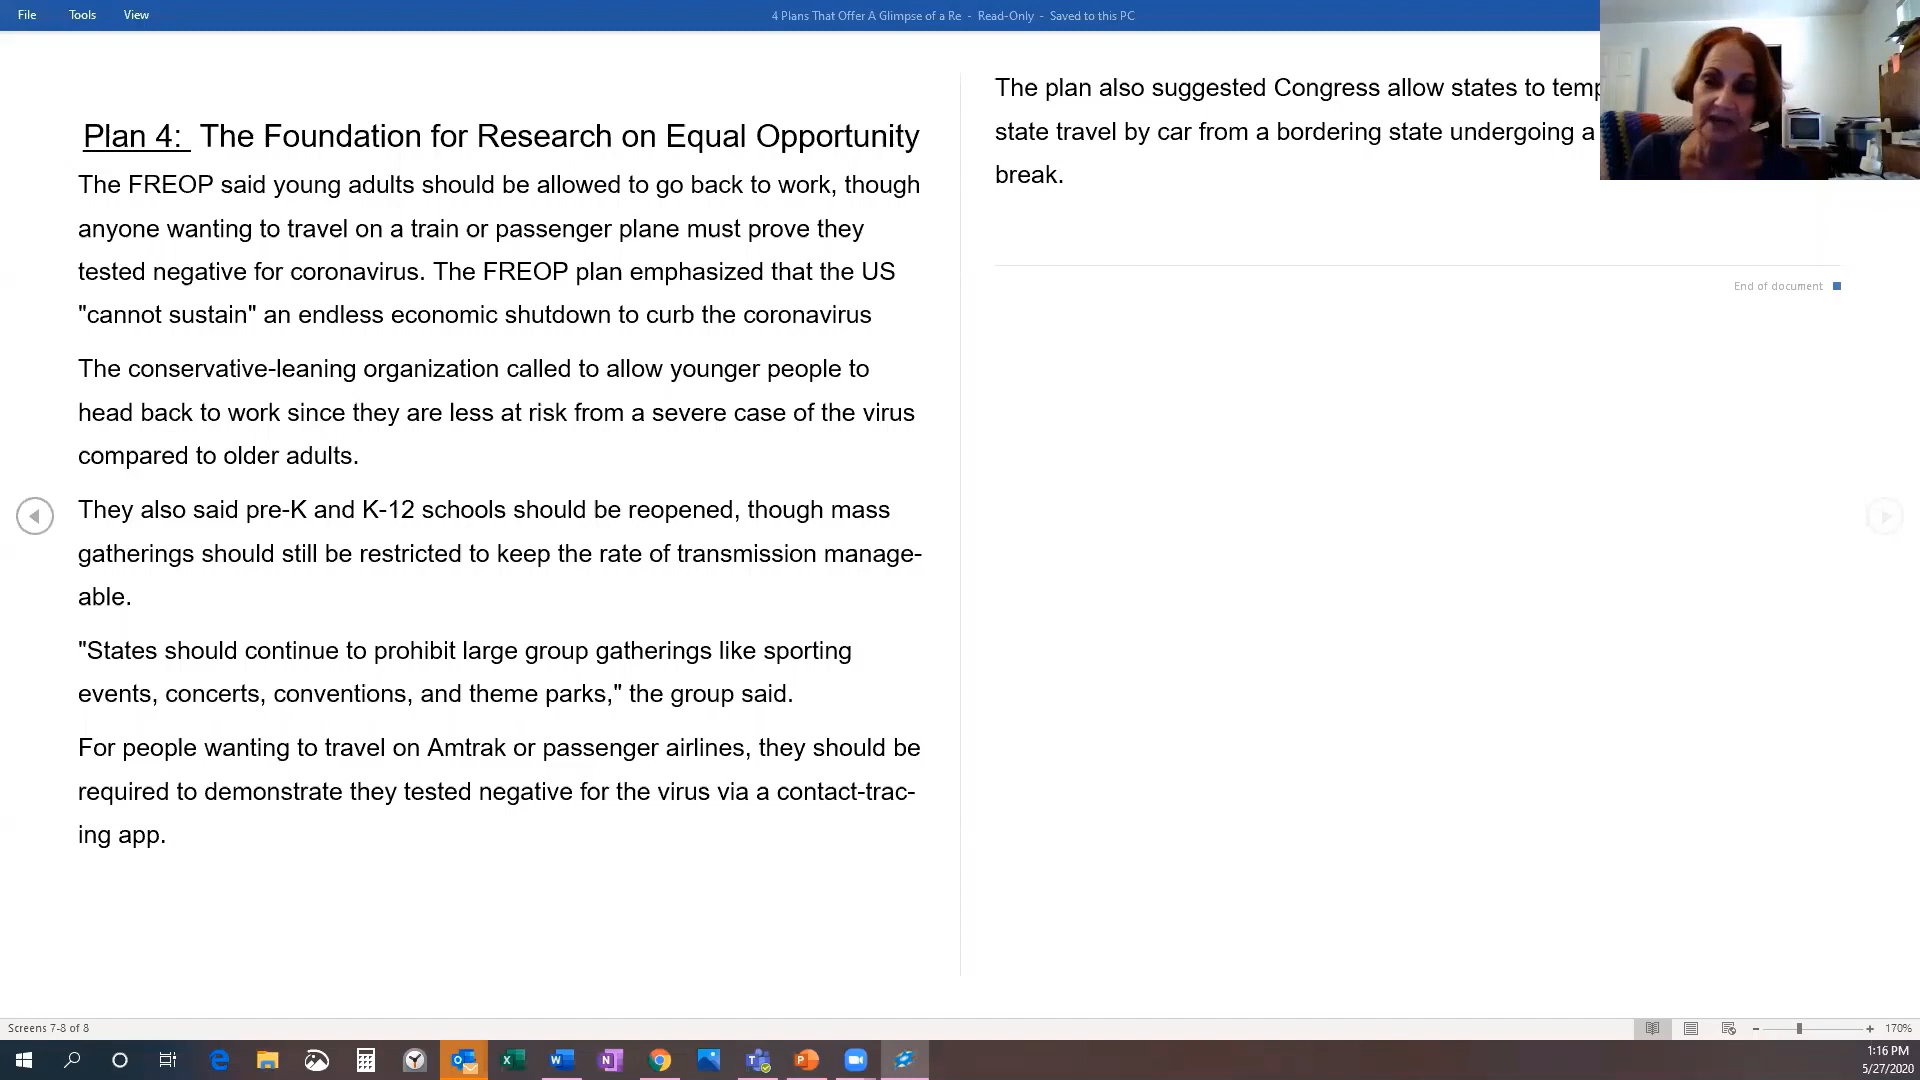 File Tools View
4 Plans That Offer A Glimpse of a Re - Read-Only - Saved to this PC
Plan 4: The Foundation for Research on Equal Opportunity
The FREOP said young adults should be allowed to go back to work, though
anyone wanting to travel on a train or passenger plane must prove they
tested negative for coronavirus. The FREOP plan emphasized that the US
"cannot sustain" an endless economic shutdown to curb the coronavirus
The conservative-leaning organization called to allow younger people to
head back to work since they are less at risk from a severe case of the virus
compared to older adults.
They also said pre-K and K-12 schools should be reopened, though mass
gatherings should still be restricted to keep the rate of transmission manage-
able.
"States should continue to prohibit large group gatherings like sporting
events, concerts, conventions, and theme parks," the group said.
For people wanting to travel on Amtrak or passenger airlines, they should be
required to demonstrate they tested negative for the virus via a contact-trac-
ing app.
The plan also suggested Congress allow states to
state travel by car from a bordering state undergoing a
break.
End of document
Screens 7-8 of 8
170%
1:16 PM
5/27/2020